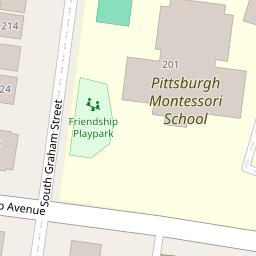 214
201
Pittsburgh
Montessori
School
24
Friendship
Playpark
South Graham Street
p Avenue